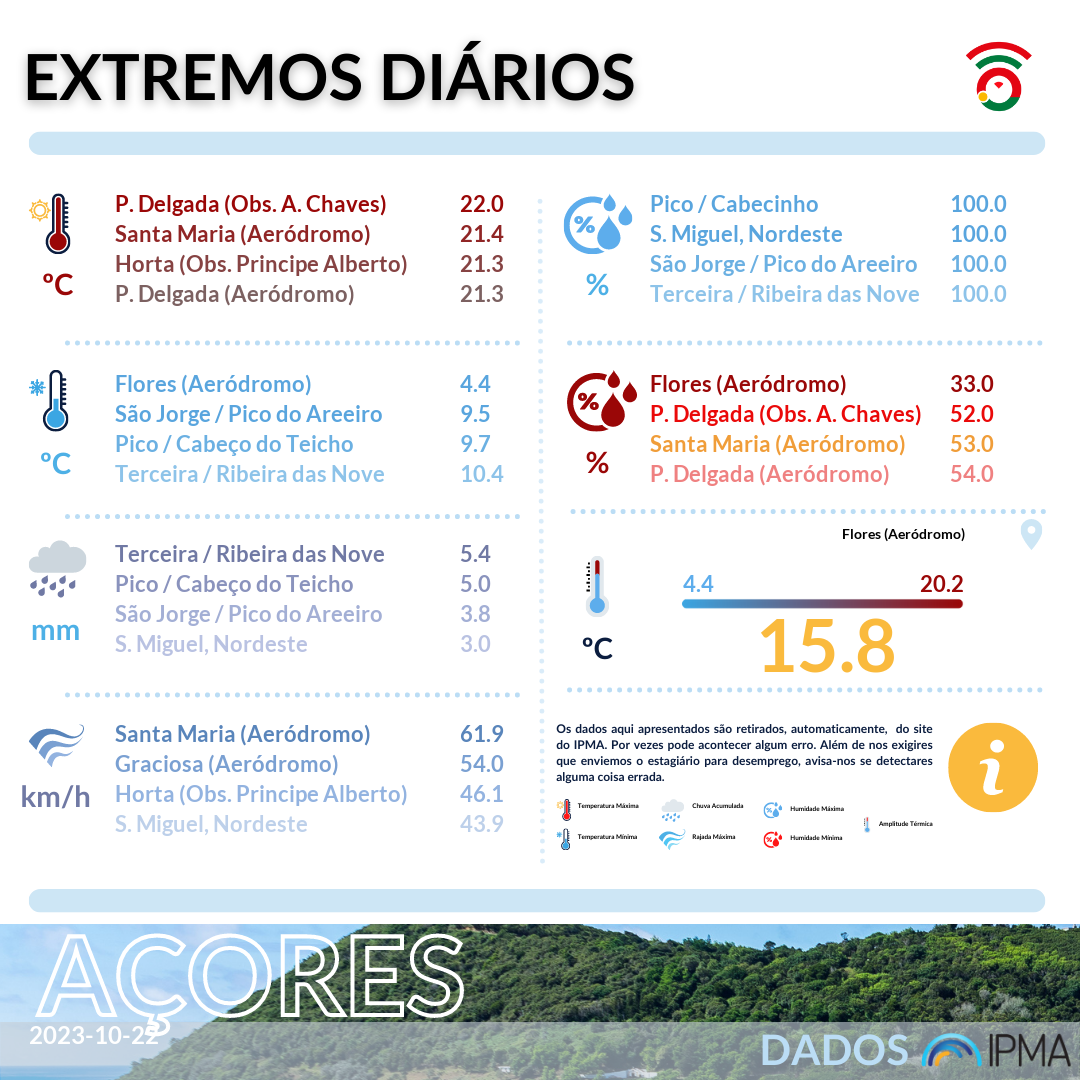 EXTREMOS DIÁRIOS
ºC
P. Delgada (Obs. A. Chaves) 22.0
Santa Maria (Aeródromo) 21.4
Horta (Obs. Principe Alberto) 21.3
P. Delgada (Aeródromo) 21.3
ºC
Flores (Aeródromo) 4.4
São Jorge / Pico do Areeiro 9.5
Pico / Cabeço do Teicho 9.7
Terceira / Ribeira das Nove 10.4
mm
Terceira / Ribeira das Nove 5.4
Pico / Cabeço do Teicho 5.0
São Jorge / Pico do Areeiro 3.8
S. Miguel, Nordeste 3.0
km/h
Santa Maria (Aeródromo) 61.9
Graciosa (Aeródromo) 54.0
Horta (Obs. Principe Alberto) 46.1
S. Miguel, Nordeste 43.9
%
%
Pico / Cabecinho 100.0
S. Miguel, Nordeste 100.0
São Jorge / Pico do Areeiro 100.0
Terceira / Ribeira das Nove 100.0
%
%
Flores (Aeródromo) 33.0
P. Delgada (Obs. A. Chaves) 52.0
Santa Maria (Aeródromo) 53.0
P. Delgada (Aeródromo) 54.0
Flores (Aeródromo)
ºC
4.4 20.2
15.8
Os dados aqui apresentados são retirados, automaticamente, do site
do IPMA. Por vezes pode acontecer algum erro. Além de nos exigires
que enviemos o estagiário para desemprego, avisa-nos se detectares
alguma coisa errada.
i
Temperatura Máxima
Chuva Acumulada
Humidade Máxima
Amplitude Térmica
Temperatura Mínima
Rajada Máxima
Humidade Mínima
AÇORES
2023-10-22
DADOS IPMA